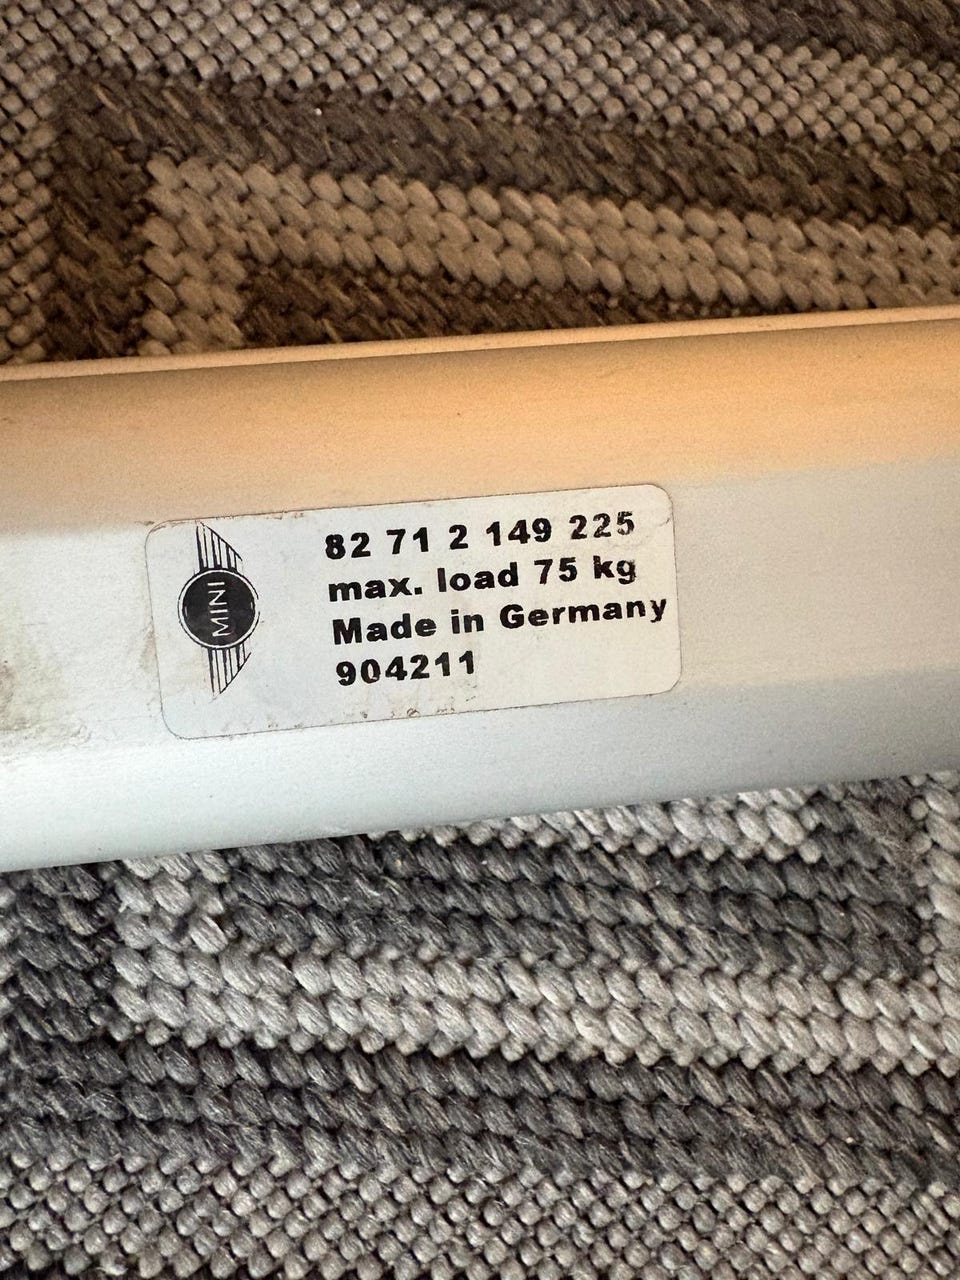 MINI
82 71 2 149 225
max. load 75 kg
Made in Germany
904211